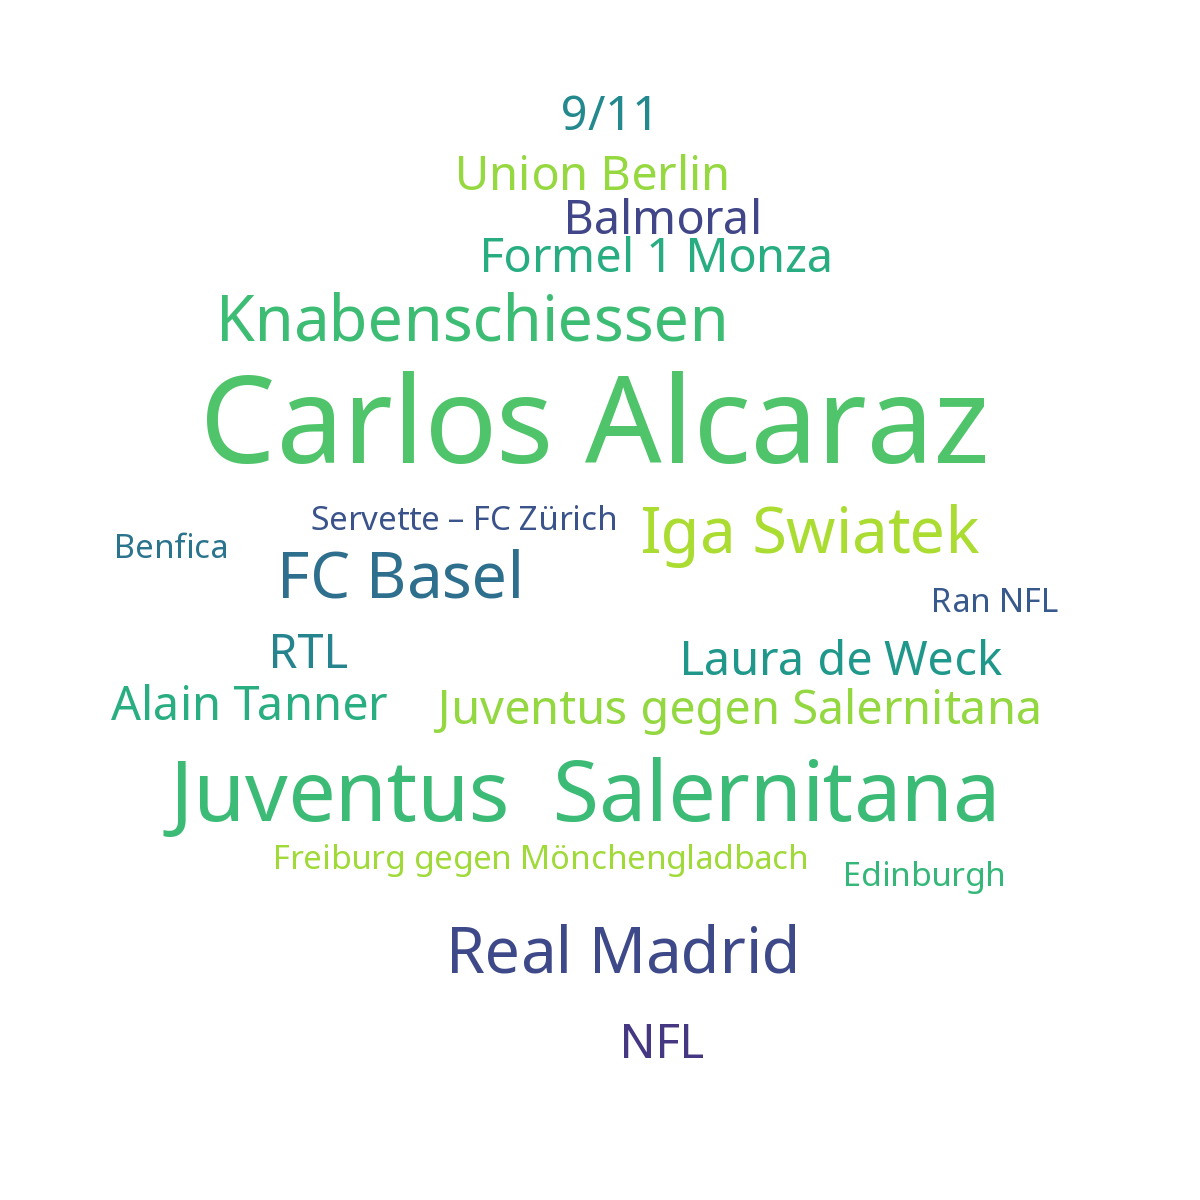 9/11
Union Berlin
Balmoral
Formel 1 Monza
Knabenschiessen
Carlos Alcaraz
Servette – FC Zürich
Iga Swiatek
Benfica
FC Basel
Ran NFL
RTL
Laura de Weck
Alain Tanner
Juventus gegen Salernitana
Juventus  Salernitana
Freiburg gegen Mönchengladbach
Edinburgh
Real Madrid
NFL